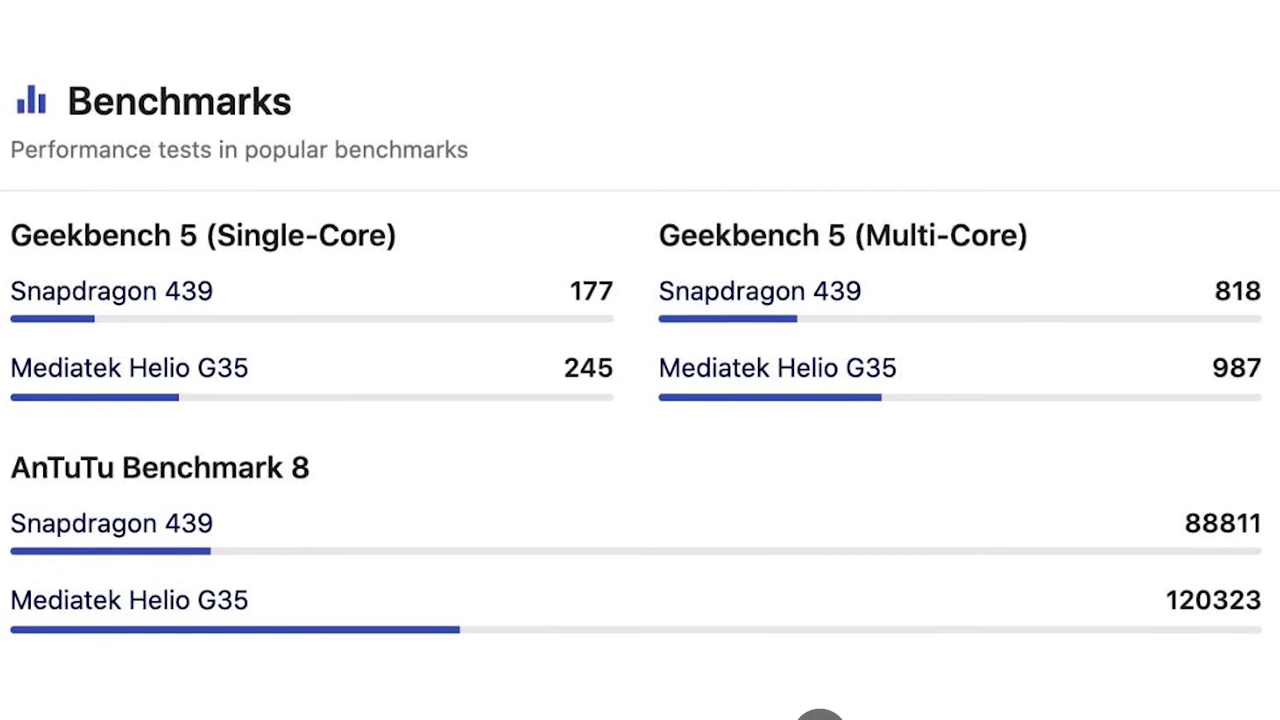 Benchmarks
Performance tests in popular benchmarks
Geekbench 5 (Single-Core)
Snapdragon 439 177
Mediatek Helio G35 245
Geekbench 5 (Multi-Core)
Snapdragon 439 818
Mediatek Helio G35 987
AnTuTu Benchmark 8
Snapdragon 439 88811
Mediatek Helio G35 120323